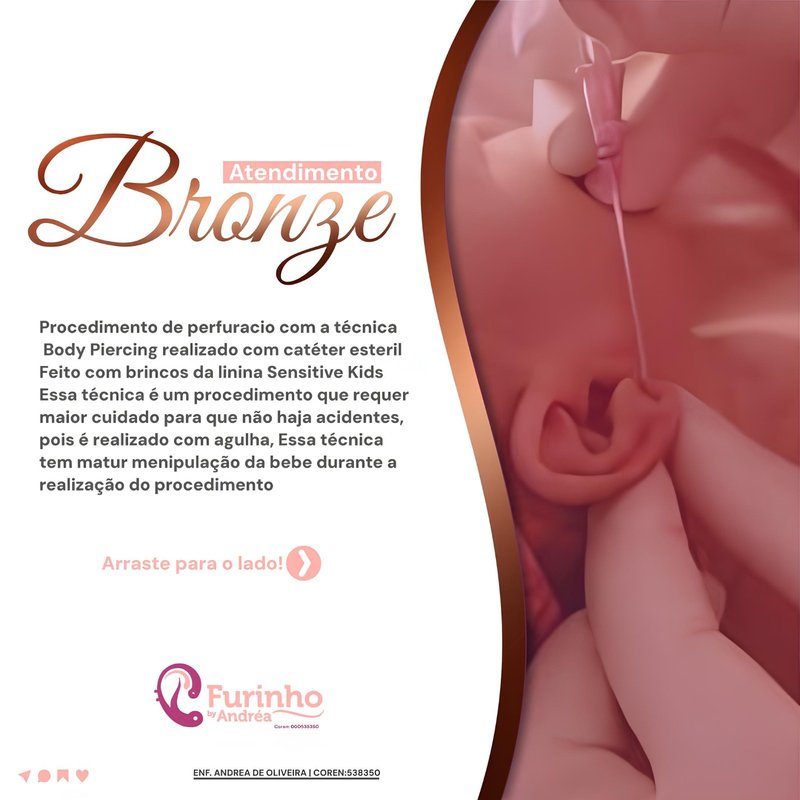 Atendimento
Bronze
Procedimento de perfuracio com a técnica
Body Piercing realizado com catéter esteril
Feito com brincos da linina Sensitive Kids
Essa técnica é um procedimento que requer
maior cuidado para que não haja acidentes,
pois é realizado com agulha, Essa técnica
tem matur menipulação da bebe durante a
realização do procedimento
Arraste para o lado!
Furinho
by Andréa
Coren 000538350
ENF. ANDREA DE OLIVEIRA | COREN:538350